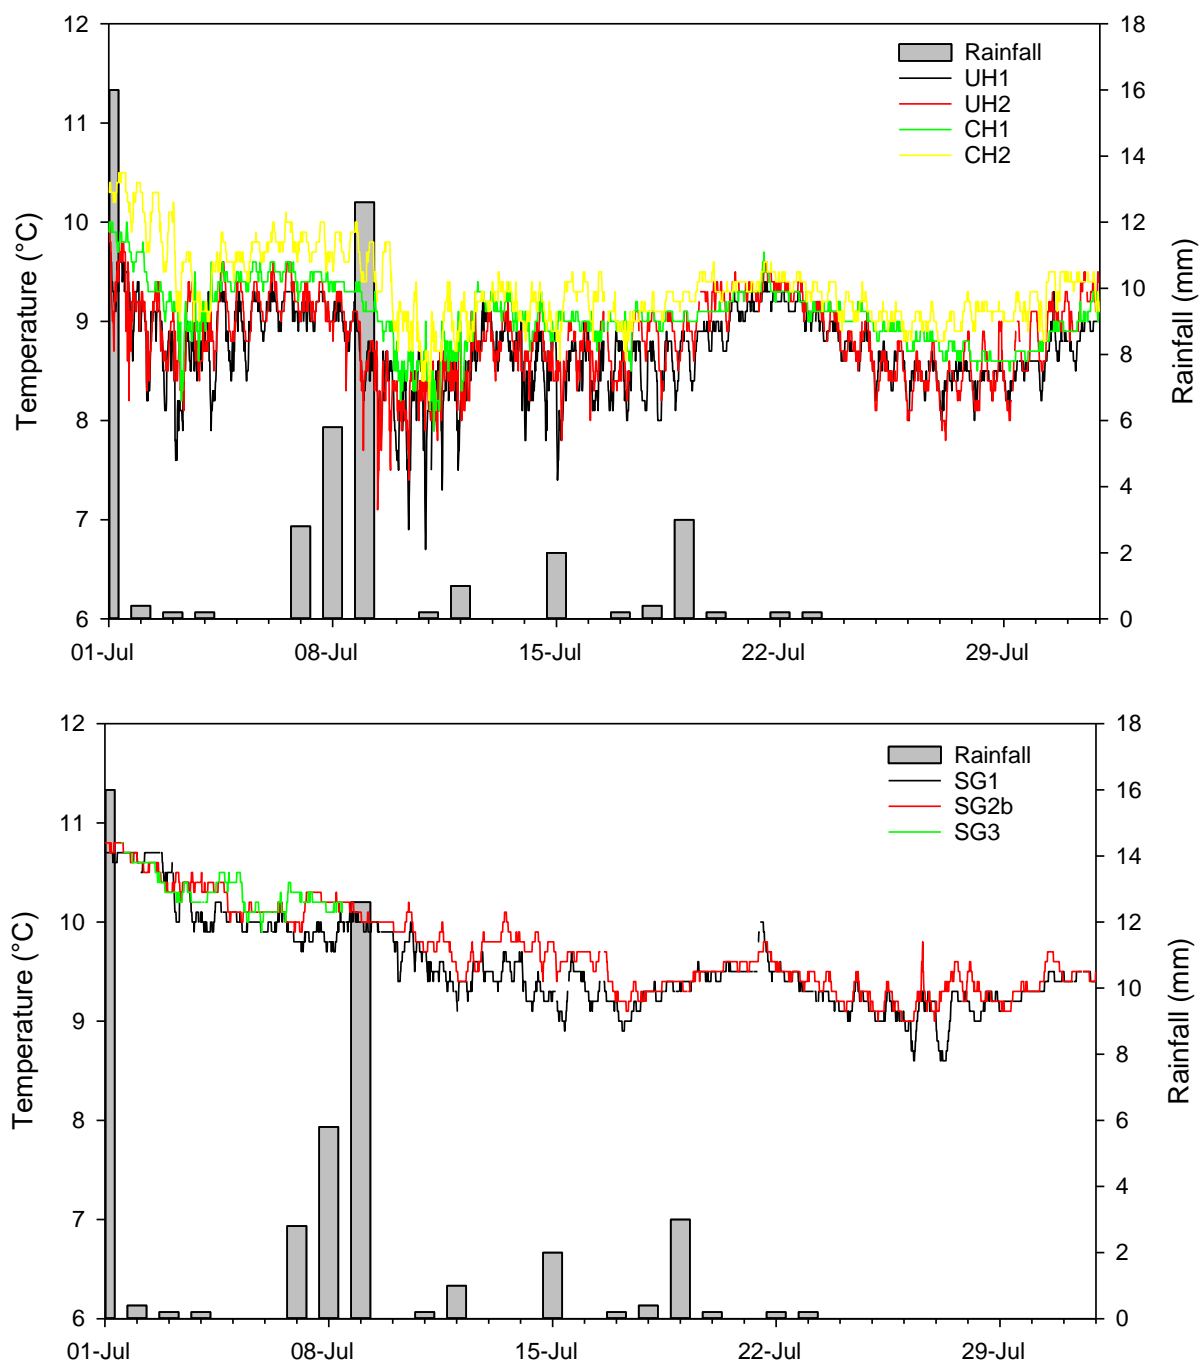 12
11
10
9
8
7
6
Temperature (°C)
18
16
14
12
10
8
6
4
2
0
Rainfall (mm)
Rainfall
UH1
UH2
CH1
CH2
01-Jul
08-Jul
15-Jul
22-Jul
29-Jul
12
11
10
9
8
7
6
Temperature (°C)
18
16
14
12
10
8
6
4
2
0
Rainfall (mm)
Rainfall
SG1
SG2b
SG3
01-Jul
08-Jul
15-Jul
22-Jul
29-Jul